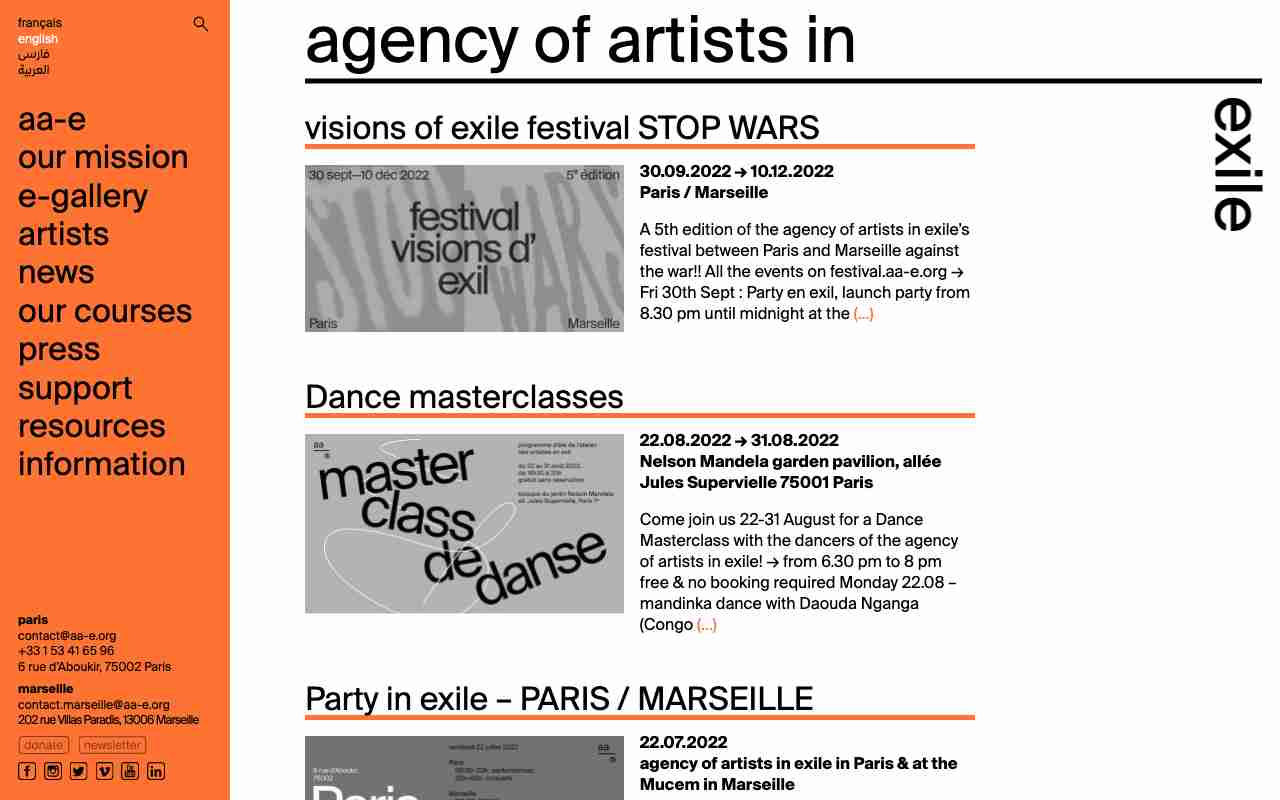 français
english
فارسی
العربية
aa-e
our mission
e-gallery
artists
news
our courses
press
support
resources
information
paris
contact@aa-e.org
+33 1 53 41 65 96
6 rue d'Aboukir, 75002 Paris
marseille
contact.marseille@aa-e.org
202 rue Villas Paradis, 13006 Marseille
donate newsletter
agency of artists in
exile
visions of exile festival STOP WARS
30 sept—10 déc 2022 5e édition
STOP WARS
festival
visions d'
exil
Paris Marseille
30.09.2022 → 10.12.2022
Paris / Marseille
A 5th edition of the agency of artists in exile's
festival between Paris and Marseille against
the war!! All the events on festival.aa-e.org →
Fri 30th Sept : Party en exil, launch party from
8.30 pm until midnight at the (...)
Dance masterclasses
aa
e
master
class
de
danse
programme d'été de l'atelier
des artistes en exil
du 22 au 31 août 2022
de 18h30 à 20h
gratuit sans réservation
kiosque du jardin Nelson Mandela
all. Jules Supervielle, Paris 1er
22.08.2022 → 31.08.2022
Nelson Mandela garden pavilion, allée
Jules Supervielle 75001 Paris
Come join us 22-31 August for a Dance
Masterclass with the dancers of the agency
of artists in exile! → from 6.30 pm to 8 pm
free & no booking required Monday 22.08 –
mandinka dance with Daouda Nganga
(Congo (...)
Party in exile – PARIS / MARSEILLE
vendredi 22 juillet 2022
aa
e
6 rue d'Aboukir,
75002
Paris
Paris
Marseille
22.07.2022
agency of artists in exile in Paris & at the
Mucem in Marseille